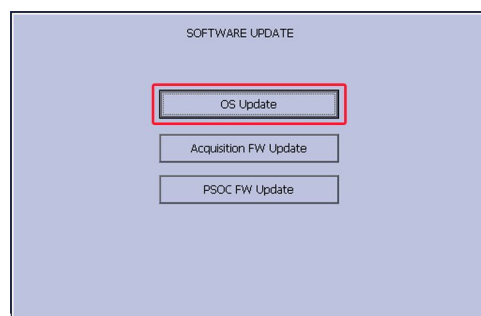 SOFTWARE UPDATE
OS Update
Acquisition FW Update
PSOC FW Update